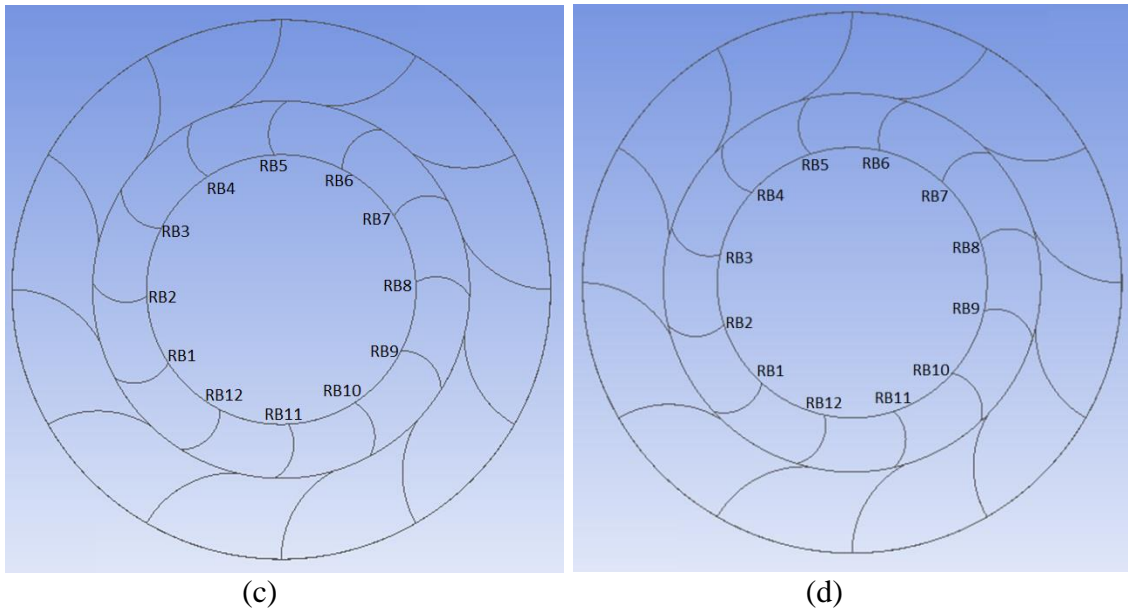 RB5
RB6
RB4
RB7
RB3
RB8
RB2
RB9
RB1
RB10
RB12
RB11
(c)
RB5
RB6
RB4
RB7
RB3
RB8
RB2
RB9
RB1
RB10
RB12
RB11
(d)